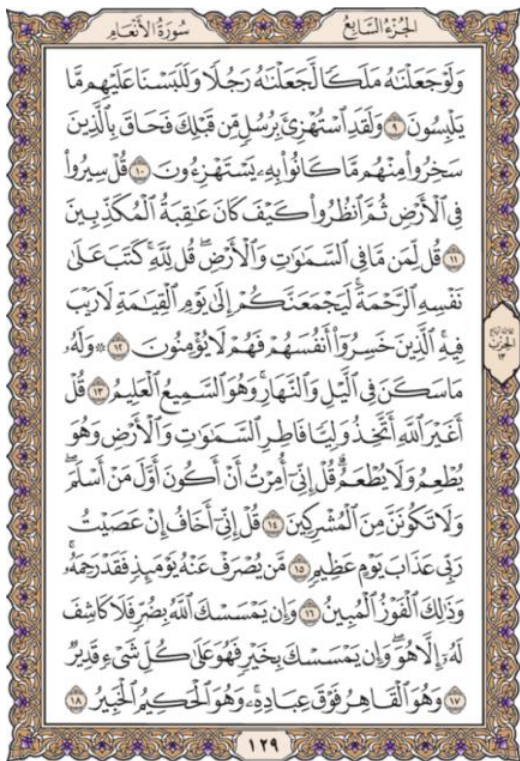 الجُزْءُ السَّابِعُ
سُورَةُ الأَنْعَامِ
وَلَوْ جَعَلْنَٰهُ مَلَكًا لَّجَعَلْنَٰهُ رَجُلًا وَلَلَبَسْنَا عَلَيْهِم مَّا
يَلْبِسُونَ ٩ وَلَقَدِ ٱسْتُهْزِئَ بِرُسُلٍ مِّن قَبْلِكَ فَحَاقَ بِٱلَّذِينَ
سَخِرُوا۟ مِنْهُم مَّا كَانُوا۟ بِهِۦ يَسْتَهْزِءُونَ ١٠ قُلْ سِيرُوا۟
فِى ٱلْأَرْضِ ثُمَّ ٱنظُرُوا۟ كَيْفَ كَانَ عَٰقِبَةُ ٱلْمُكَذِّبِينَ
١١ قُل لِّمَن مَّا فِى ٱلسَّمَٰوَٰتِ وَٱلْأَرْضِ ۖ قُل لِّلَّهِ ۚ كَتَبَ عَلَىٰ
نَفْسِهِ ٱلرَّحْمَةَ ۚ لَيَجْمَعَنَّكُمْ إِلَىٰ يَوْمِ ٱلْقِيَٰمَةِ لَا رَيْبَ
فِيهِ ۚ ٱلَّذِينَ خَسِرُوٓا۟ أَنفُسَهُمْ فَهُمْ لَا يُؤْمِنُونَ ١٢ ۞ وَلَهُۥ
مَا سَكَنَ فِى ٱلَّيْلِ وَٱلنَّهَارِ ۚ وَهُوَ ٱلسَّمِيعُ ٱلْعَلِيمُ ١٣ قُلْ
أَغَيْرَ ٱللَّهِ أَتَّخِذُ وَلِيًّا فَاطِرِ ٱلسَّمَٰوَٰتِ وَٱلْأَرْضِ وَهُوَ
يُطْعِمُ وَلَا يُطْعَمُ ۗ قُلْ إِنِّىٓ أُمِرْتُ أَنْ أَكُونَ أَوَّلَ مَنْ أَسْلَمَ ۖ
وَلَا تَكُونَنَّ مِنَ ٱلْمُشْرِكِينَ ١٤ قُلْ إِنِّىٓ أَخَافُ إِنْ عَصَيْتُ
رَبِّى عَذَابَ يَوْمٍ عَظِيمٍ ١٥ مَّن يُصْرَفْ عَنْهُ يَوْمَئِذٍ فَقَدْ رَحِمَهُۥ ۚ
وَذَٰلِكَ ٱلْفَوْزُ ٱلْمُبِينُ ١٦ وَإِن يَمْسَسْكَ ٱللَّهُ بِضُرٍّ فَلَا كَاشِفَ
لَهُۥٓ إِلَّا هُوَ ۖ وَإِن يَمْسَسْكَ بِخَيْرٍ فَهُوَ عَلَىٰ كُلِّ شَىْءٍ قَدِيرٌ
١٧ وَهُوَ ٱلْقَاهِرُ فَوْقَ عِبَادِهِۦ ۚ وَهُوَ ٱلْحَكِيمُ ٱلْخَبِيرُ ١٨
الحِزْبُ
١٣
١٢٩